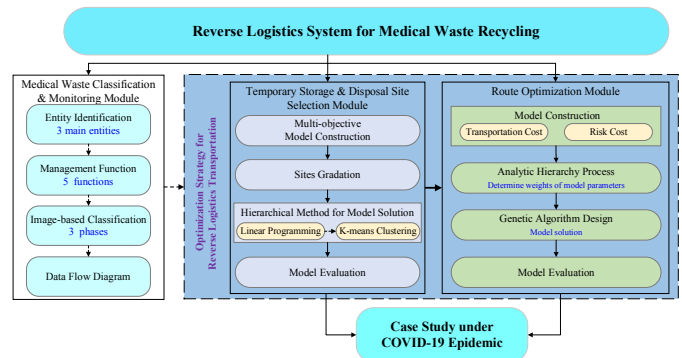 Reverse Logistics System for Medical Waste Recycling
Medical Waste Classification
& Monitoring Module
Entity Identification
3 main entities
Management Function
5 functions
Image-based Classification
3 phases
Data Flow Diagram
Optimization Strategy for
Reverse Logistics Transportation
Temporary Storage & Disposal Site
Selection Module
Multi-objective
Model Construction
Sites Gradation
Hierarchical Method for Model Solution
Linear Programming
K-means Clustering
Model Evaluation
Route Optimization Module
Model Construction
Transportation Cost
Risk Cost
Analytic Hierarchy Process
Determine weights of model parameters
Genetic Algorithm Design
Model solution
Model Evaluation
Case Study under
COVID-19 Epidemic